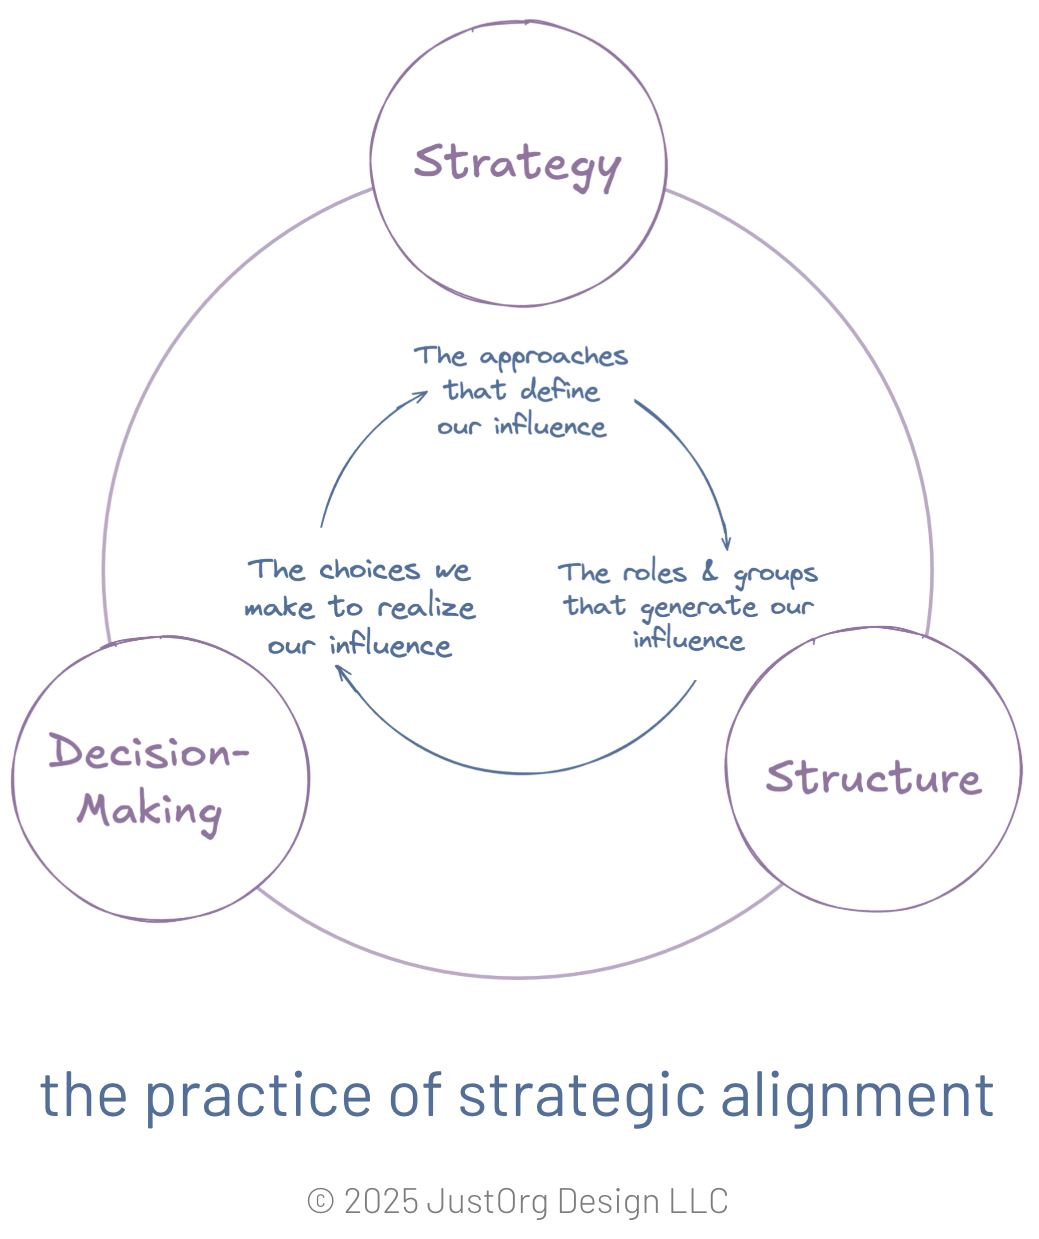 Strategy
The approaches
that define
our influence
The choices we
make to realize
our influence
The roles & groups
that generate our
influence
Decision-
Making
Structure
the practice of strategic alignment
© 2025 JustOrg Design LLC